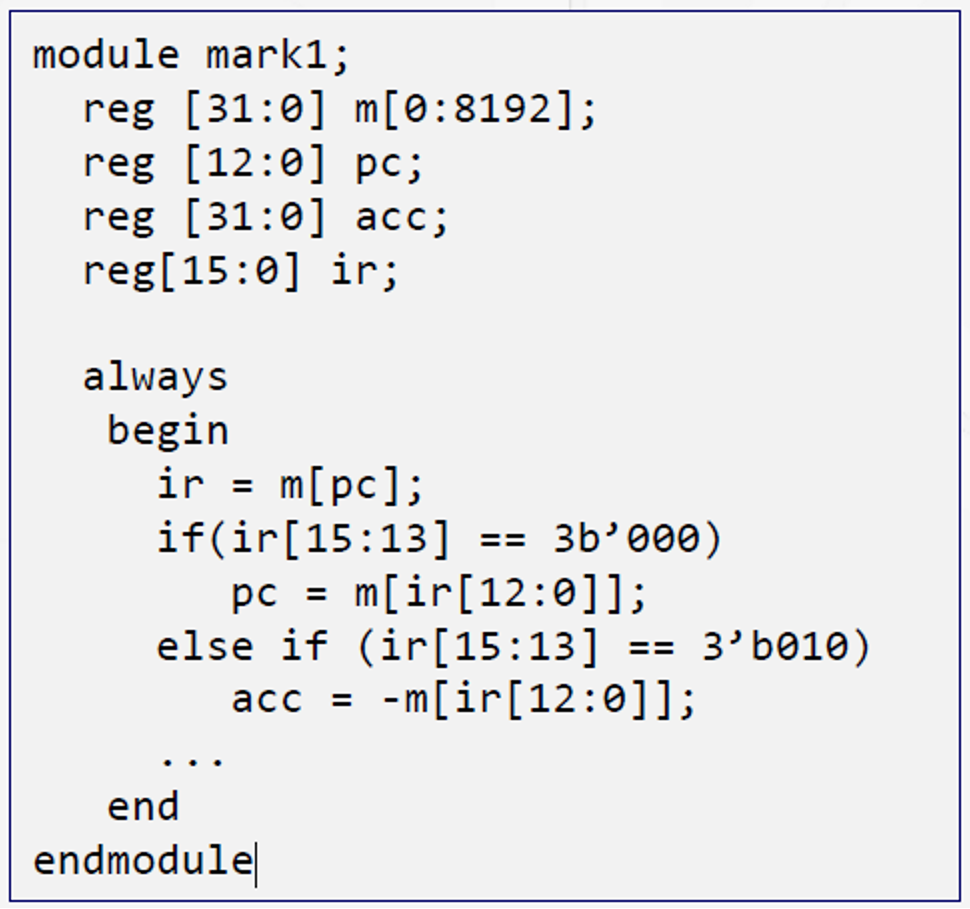 module mark1;
reg [31:0] m[0:8192];
reg [12:0] pc;
reg [31:0] acc;
reg[15:0] ir;
always
begin
ir = m[pc];
if(ir[15:13] == 3b’000)
pc = m[ir[12:0]];
else if (ir[15:13] == 3’b010)
acc = -m[ir[12:0]];
...
end
endmodule